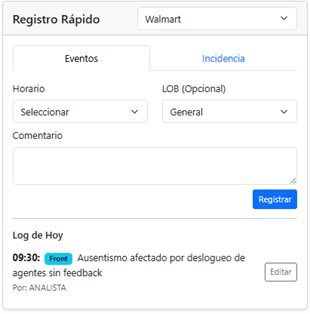 Registro Rápido
Walmart
Eventos
Incidencia
Horario
LOB (Opcional)
Seleccionar
General
Comentario
Registrar
Log de Hoy
09:30: Front Ausentismo afectado por deslogueo de
agentes sin feedback
Editar
Por: ANALISTA